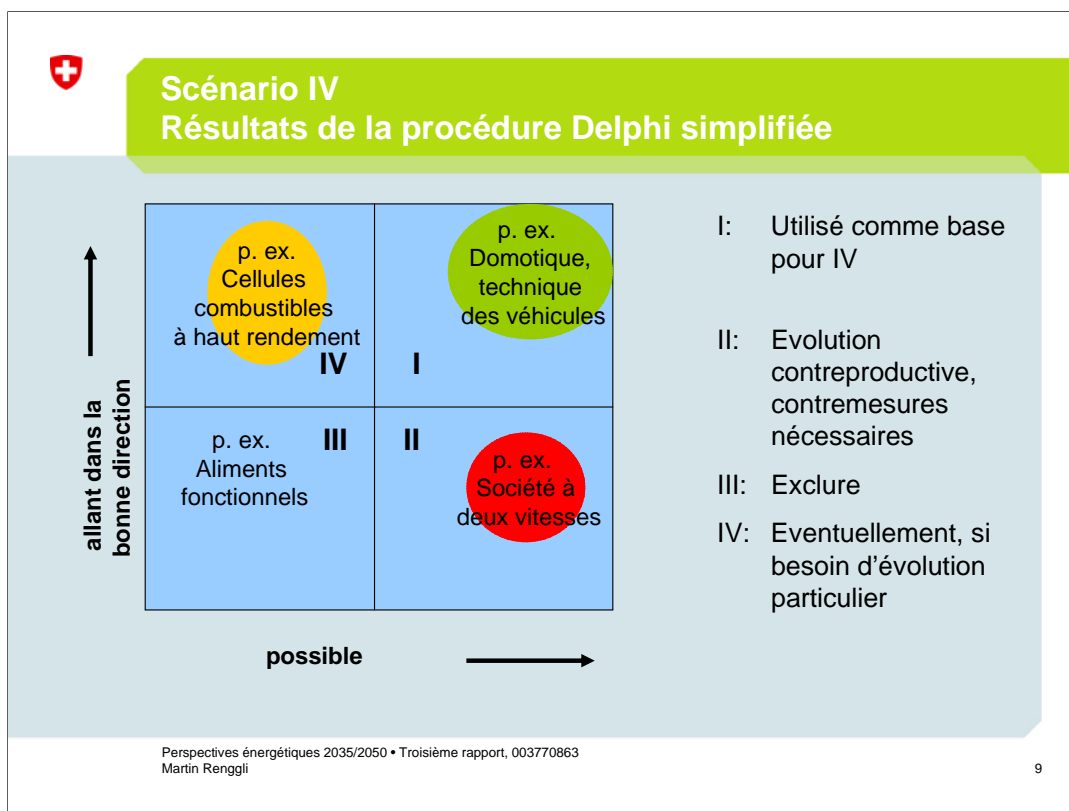 Scénario IV
Résultats de la procédure Delphi simplifiée
allant dans la
bonne direction
p. ex.
Cellules
combustibles
à haut rendement
IV
p. ex.
Domotique,
technique
des véhicules
I
p. ex.
Aliments
fonctionnels
III
II
p. ex.
Société à
deux vitesses
possible
I: Utilisé comme base
pour IV
II: Evolution
contreproductive,
contremesures
nécessaires
III: Exclure
IV: Eventuellement, si
besoin d'évolution
particulier
Perspectives énergétiques 2035/2050 • Troisième rapport, 003770863
Martin Renggli
9